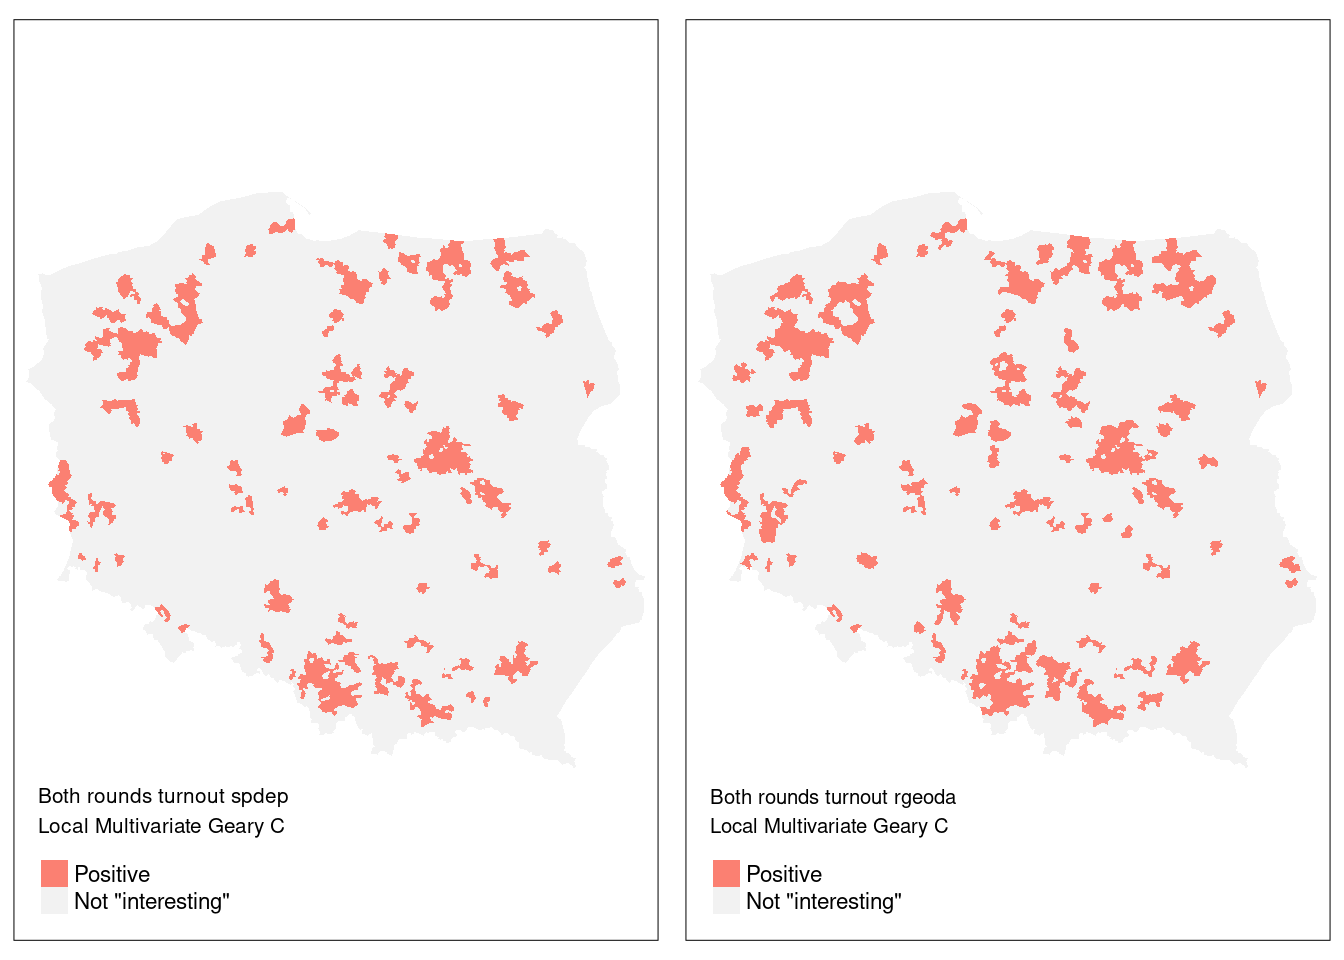 Both rounds turnout spdep
Local Multivariate Geary C
Positive
Not "interesting"
Both rounds turnout rgeoda
Local Multivariate Geary C
Positive
Not "interesting"